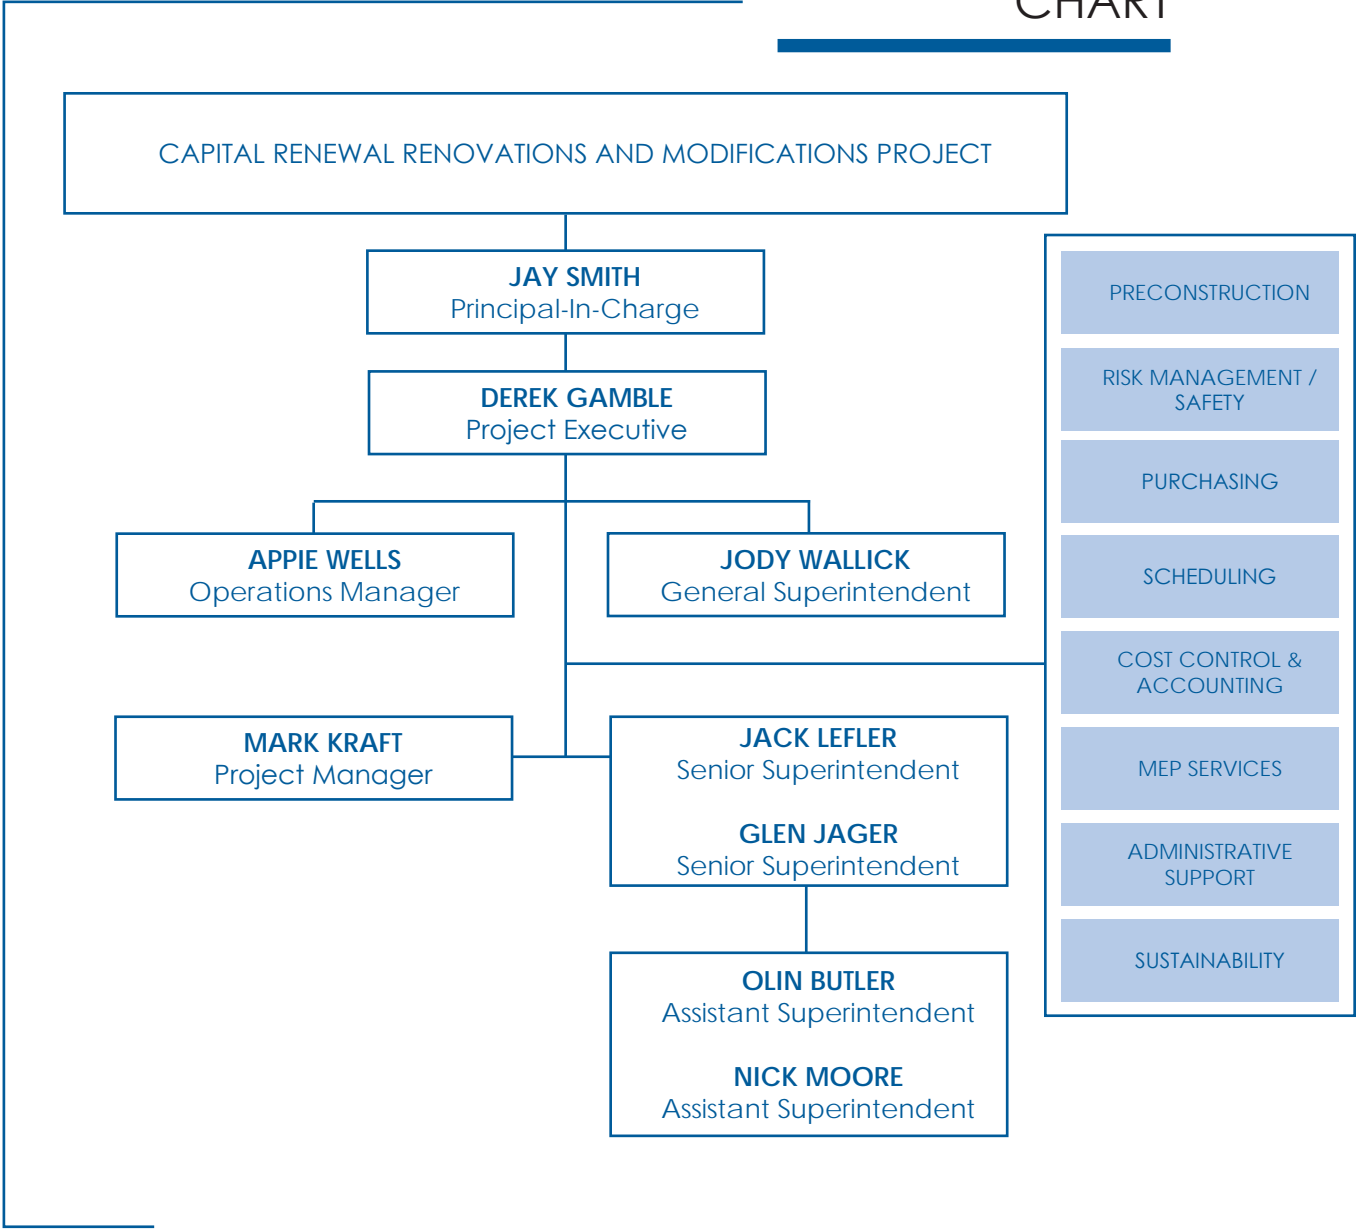 CHART
CAPITAL RENEWAL RENOVATIONS AND MODIFICATIONS PROJECT
JAY SMITH
Principal-In-Charge
DEREK GAMBLE
Project Executive
APPIE WELLS
Operations Manager
JODY WALLICK
General Superintendent
MARK KRAFT
Project Manager
JACK LEFLER
Senior Superintendent
GLEN JAGER
Senior Superintendent
OLIN BUTLER
Assistant Superintendent
NICK MOORE
Assistant Superintendent
PRECONSTRUCTION
RISK MANAGEMENT /
SAFETY
PURCHASING
SCHEDULING
COST CONTROL &
ACCOUNTING
MEP SERVICES
ADMINISTRATIVE
SUPPORT
SUSTAINABILITY